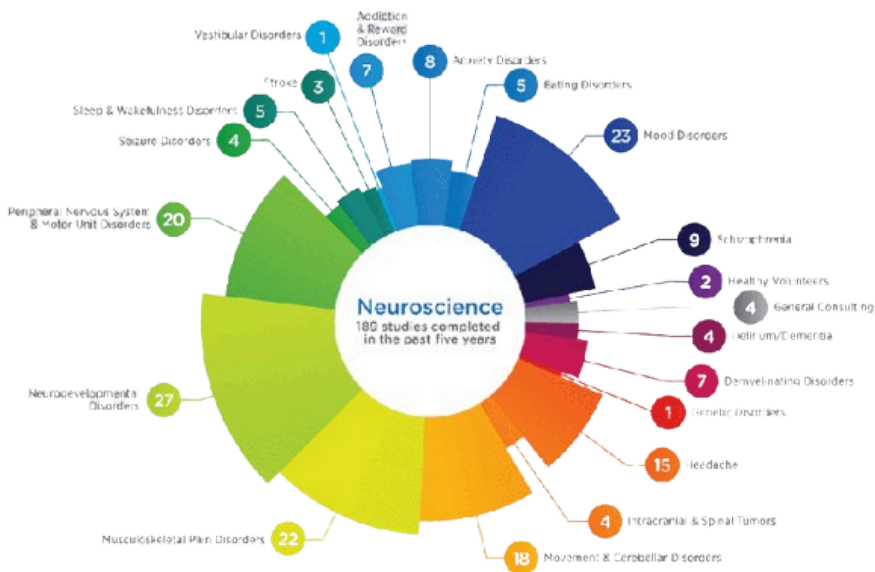 Vestibular Disorders
1
Addiction
& Reward
Disorders
7
8
Anxiety Disorders
5
Eating Disorders
23
Mood Disorders
9
Schizophrenia
2
Healthy Volunteers
4
General Consulting
4
Delirium/Dementia
7
Demyelinating Disorders
1
Genetic Disorders
15
Headache
4
Intracranial & Spinal Tumors
18
Movement & Cerebellar Disorders
Musculoskeletal Pain Disorders
22
Neurodevelopmental
Disorders
27
Peripheral Nervous System
& Motor Unit Disorders
20
Seizure Disorders
4
Sleep & Wakefulness Disorders
5
Stroke
3
Neuroscience
189 studies completed
in the past five years